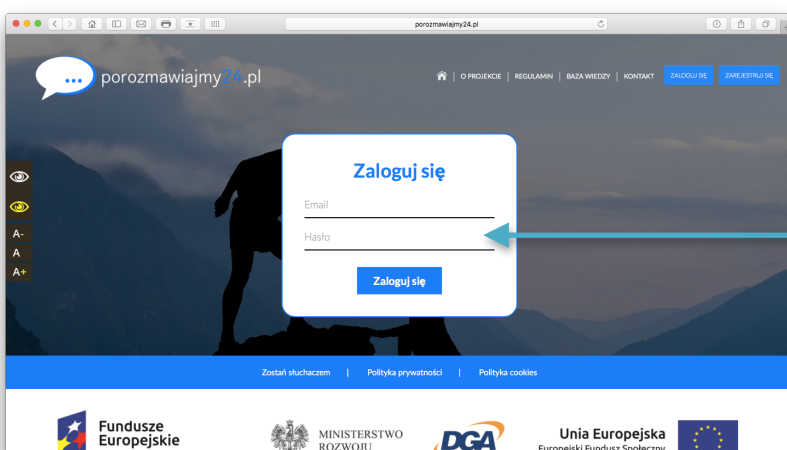 porozmawiajmy24.pl
porozmawiajmy24.pl
O PROJEKCIE | REGULAMIN | BAZA WIEDZY | KONTAKT
ZALOGUJ SIĘ
ZAREJESTRUJ SIĘ
Zaloguj się
Email
Hasło
Zaloguj się
A-
A
A+
Zostań słuchaczem | Polityka prywatności | Polityka cookies
Fundusze
Europejskie
MINISTERSTWO
ROZWOJU
DGA
Unia Europejska
Europejski Fundusz Społeczny